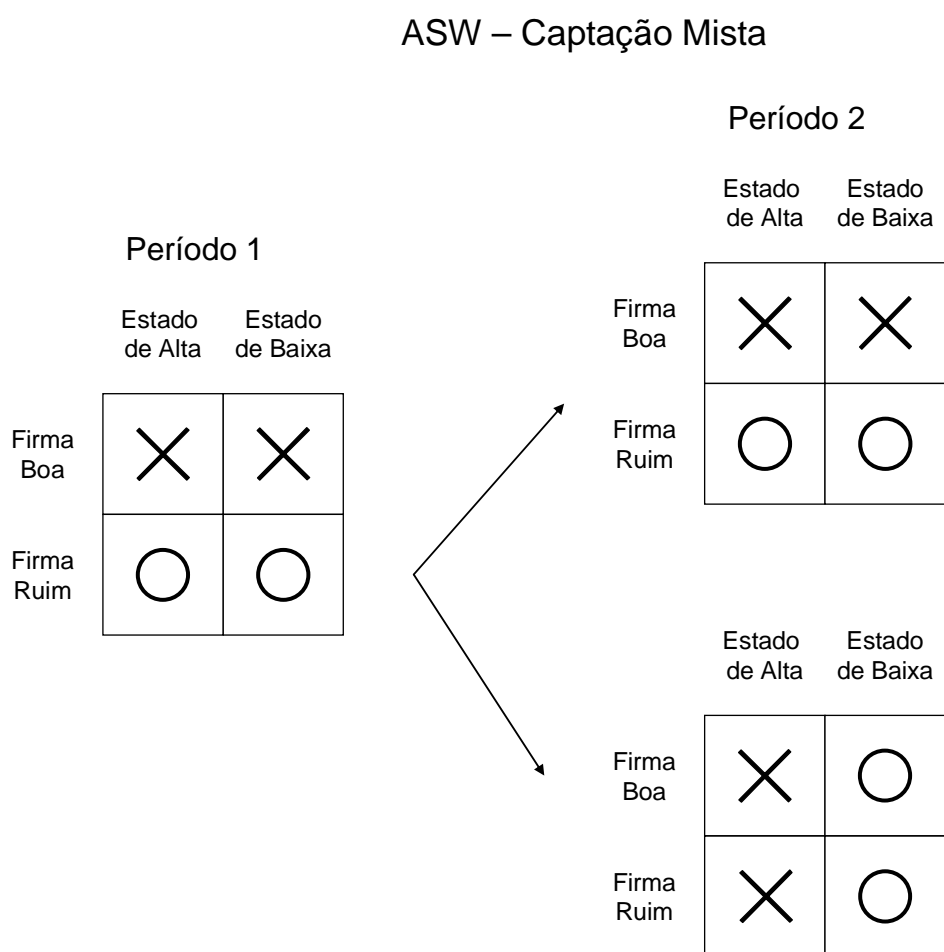 ASW – Captação Mista
Período 2
Estado
de Alta
Estado
de Baixa
Período 1
Estado
de Alta
Estado
de Baixa
Firma
Boa
Firma
Ruim
Firma
Boa
Firma
Ruim
Estado
de Alta
Estado
de Baixa
Firma
Boa
Firma
Ruim